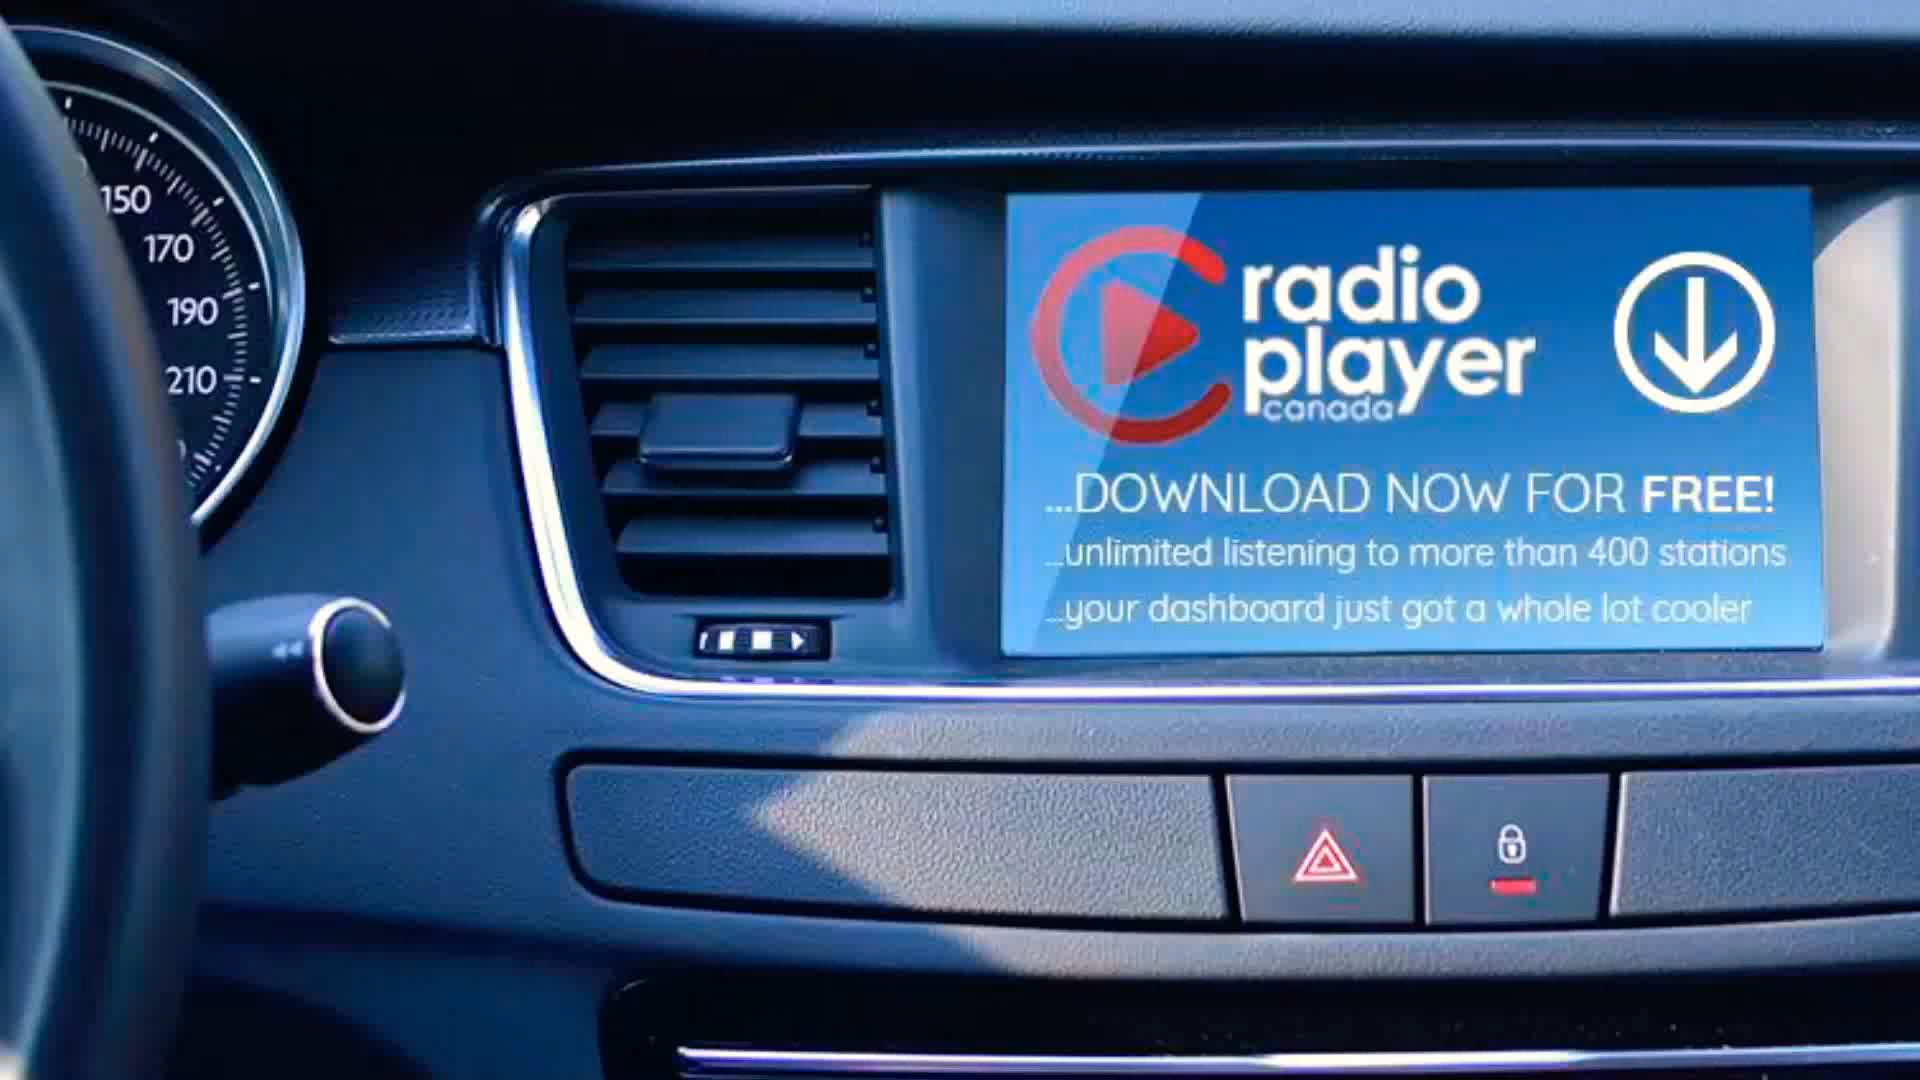 150
170
190
210
radio
player
canada
...DOWNLOAD NOW FOR FREE!
...unlimited listening to more than 400 stations
...your dashboard just got a whole lot cooler